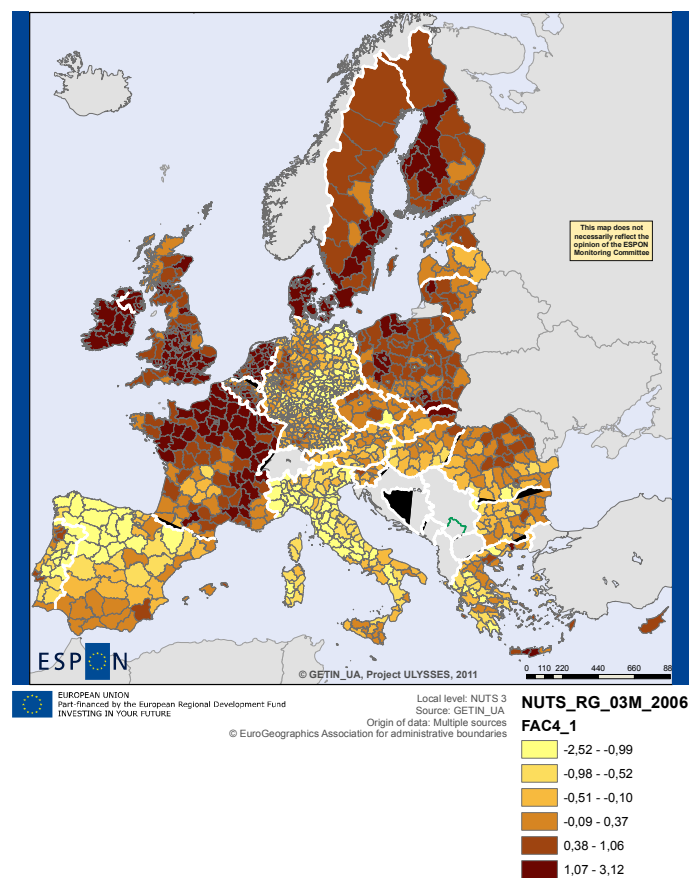 This map does not
necessarily reflect the
opinion of the ESPON
Monitoring Committee
ESPON
© GETIN_UA, Project ULYSSES, 2011
0 110 220 440 660 88
EUROPEAN UNION
Part-financed by the European Regional Development Fund
INVESTING IN YOUR FUTURE
Local level: NUTS 3
Source: GETIN_UA
Origin of data: Multiple sources
© EuroGeographics Association for administrative boundaries
NUTS_RG_03M_2006
FAC4_1
-2,52 - -0,99
-0,98 - -0,52
-0,51 - -0,10
-0,09 - 0,37
0,38 - 1,06
1,07 - 3,12